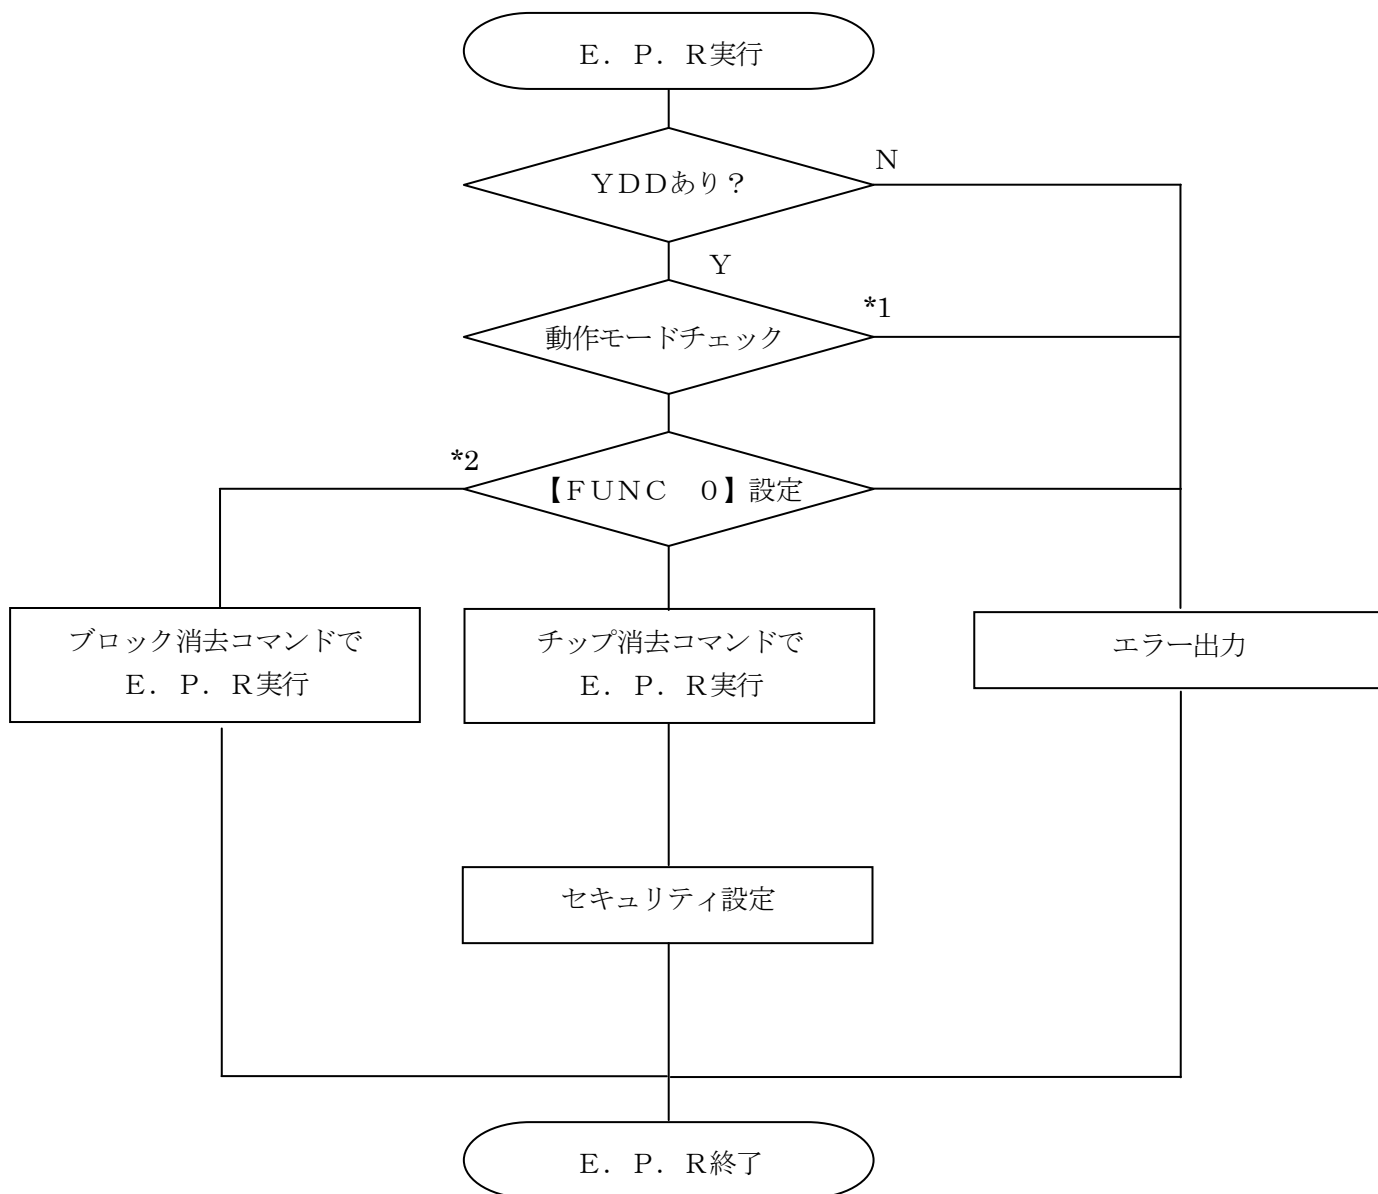 Ｅ．Ｐ．Ｒ実行
ＹＤＤあり？
Ｎ
Ｙ
動作モードチェック
*1
*2
【ＦＵＮＣ　０】設定
ブロック消去コマンドで
Ｅ．Ｐ．Ｒ実行
チップ消去コマンドで
Ｅ．Ｐ．Ｒ実行
エラー出力
セキュリティ設定
Ｅ．Ｐ．Ｒ終了